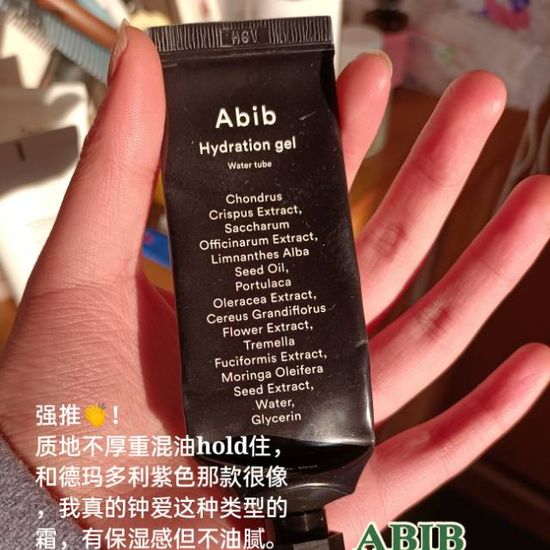 Abib
Hydration gel
Water tube
Chondrus
Crispus Extract,
Saccharum
Officinarum Extract,
Limnanthes Alba
Seed Oil,
Portulaca
Oleracea Extract,
Cereus Grandiflorus
Flower Extract,
Tremella
Fuciformis Extract,
Moringa Oleifera
Seed Extract,
Water,
Glycerin
强推👏！
质地不厚重混油hold住，
和德玛多利紫色那款很像
，我真的钟爱这种类型的
霜，有保湿感但不油腻。
ABIB